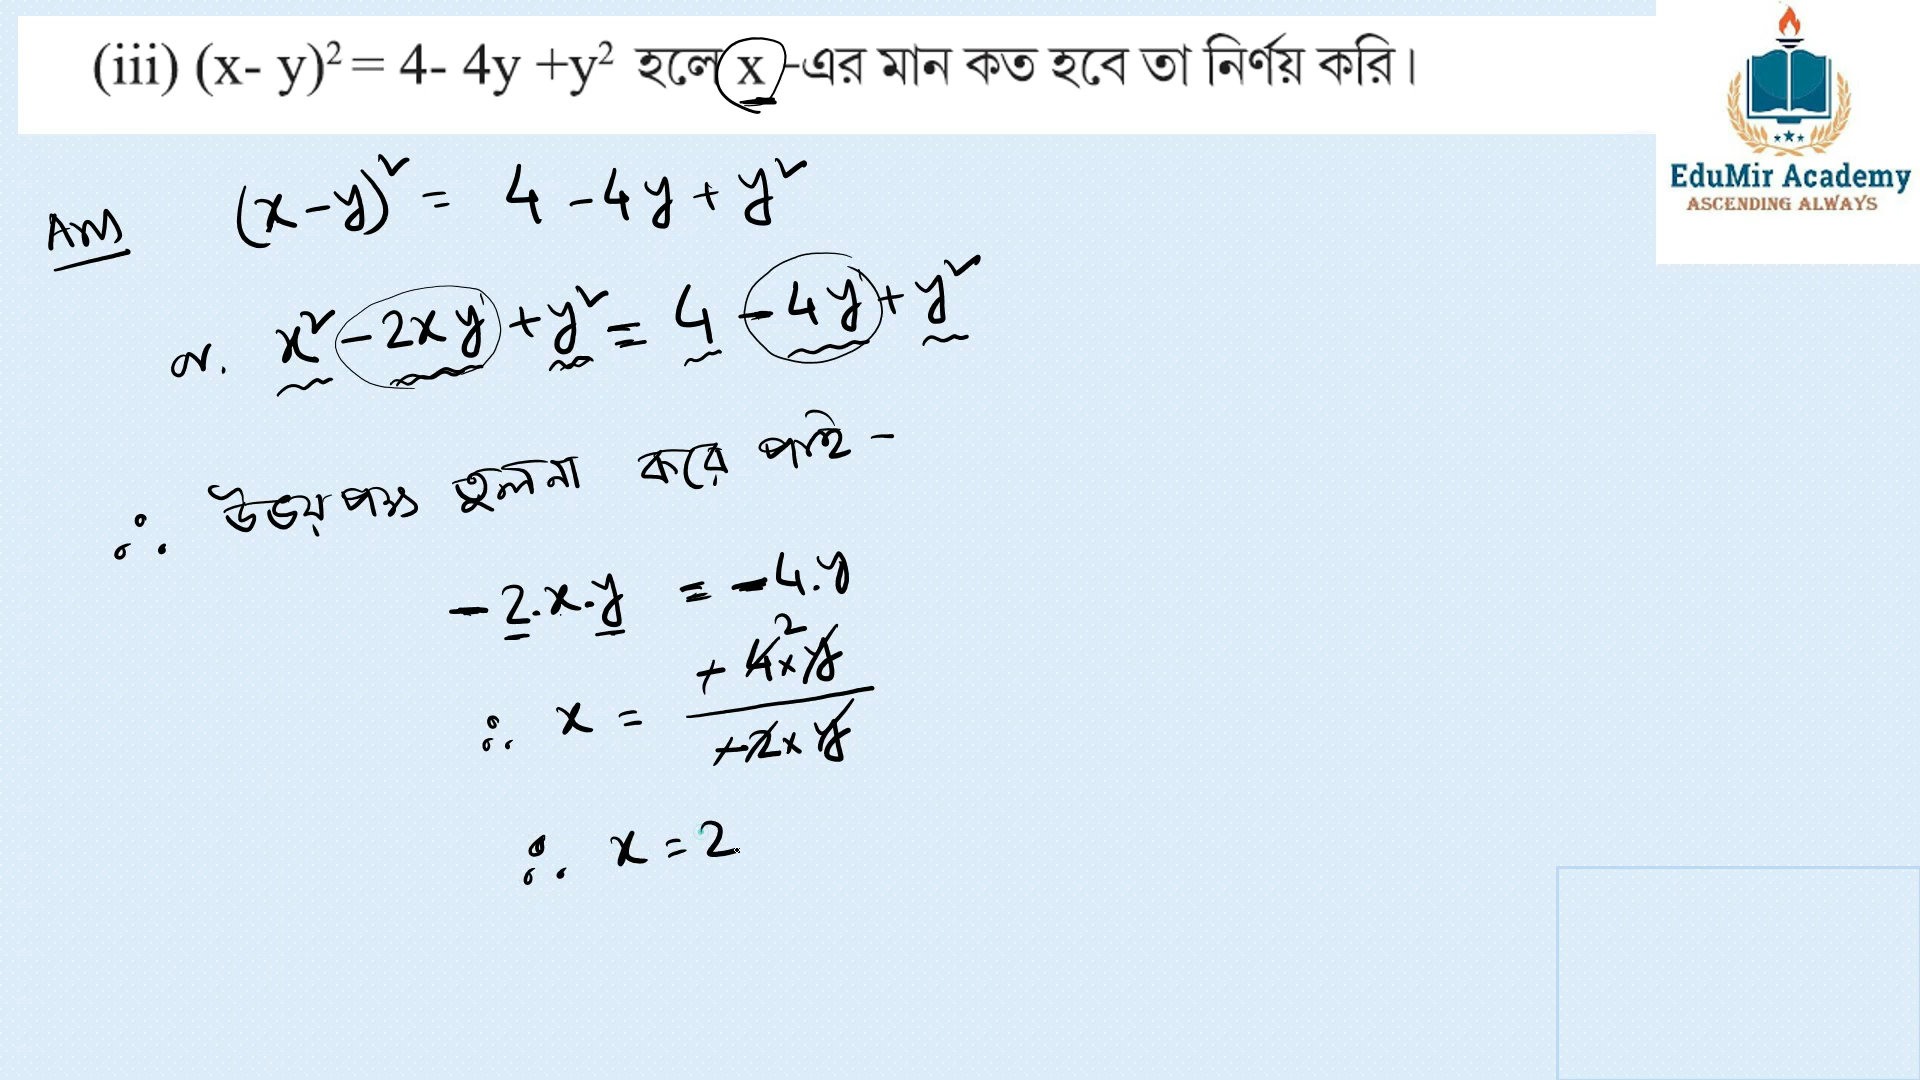 (iii) (x- y)² = 4- 4y +y² হলে x -এর মান কত হবে তা নির্ণয় করি।
EduMir Academy
ASCENDING ALWAYS
Ans (x-y)² = 4 - 4y + y²
or. x² - 2xy + y² = 4 - 4y + y²
∴ উভয়পক্ষ তুলনা করে পাই -
- 2.x.y = - 4.y
∴ x = + 4 2 x y / + 2 x y
∴ x = 2